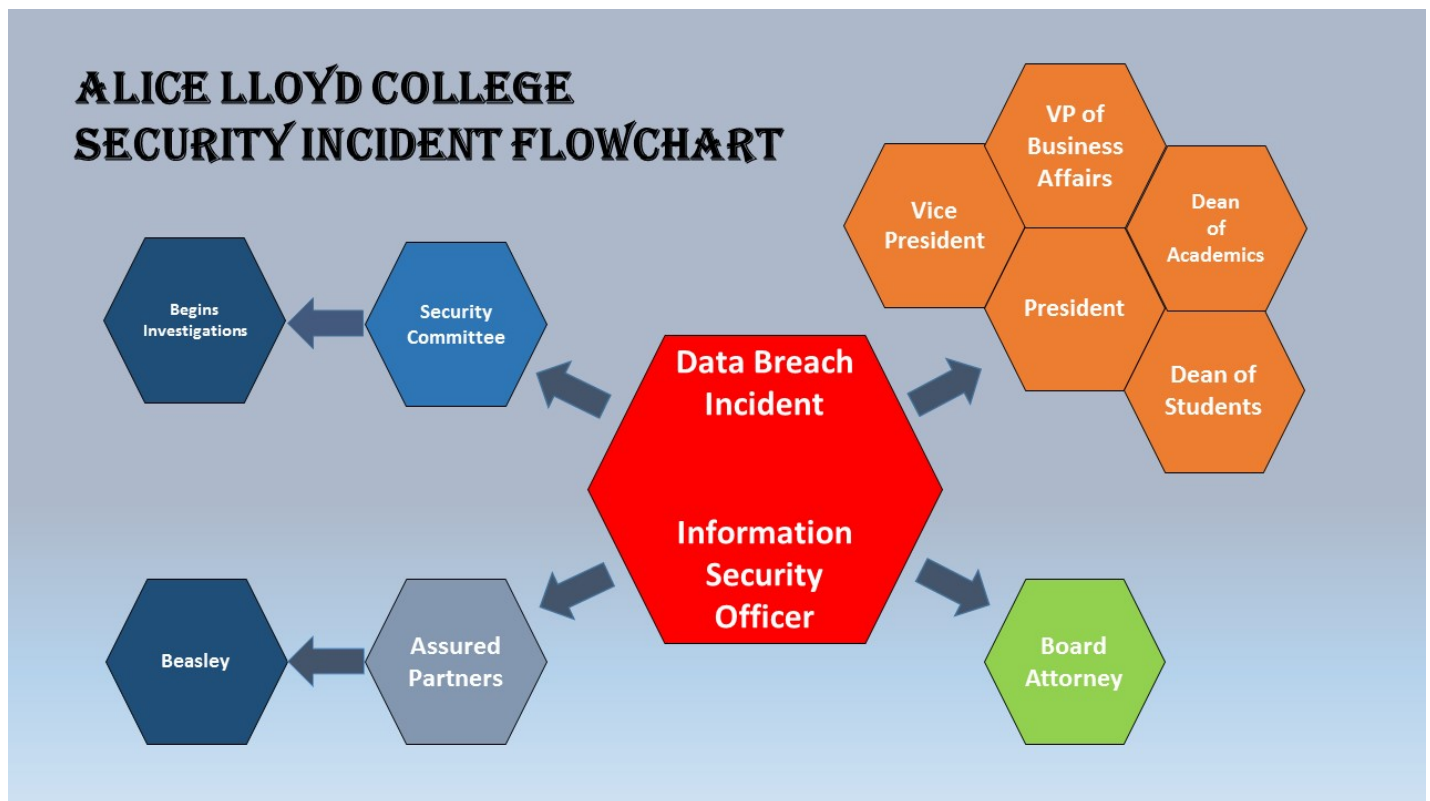 ALICE LLOYD COLLEGE
SECURITY INCIDENT FLOWCHART
VP of
Business
Affairs
Vice
President
Dean
of
Academics
President
Dean of
Students
Begins
Investigations
Security
Committee
Data Breach
Incident
Information
Security
Officer
Beasley
Assured
Partners
Board
Attorney